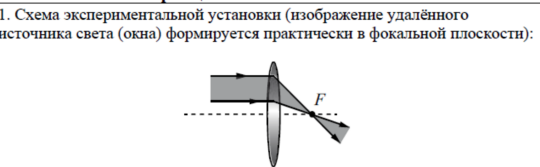 1. Схема экспериментальной установки (изображение удалённого
источника света (окна) формируется практически в фокальной плоскости):
F